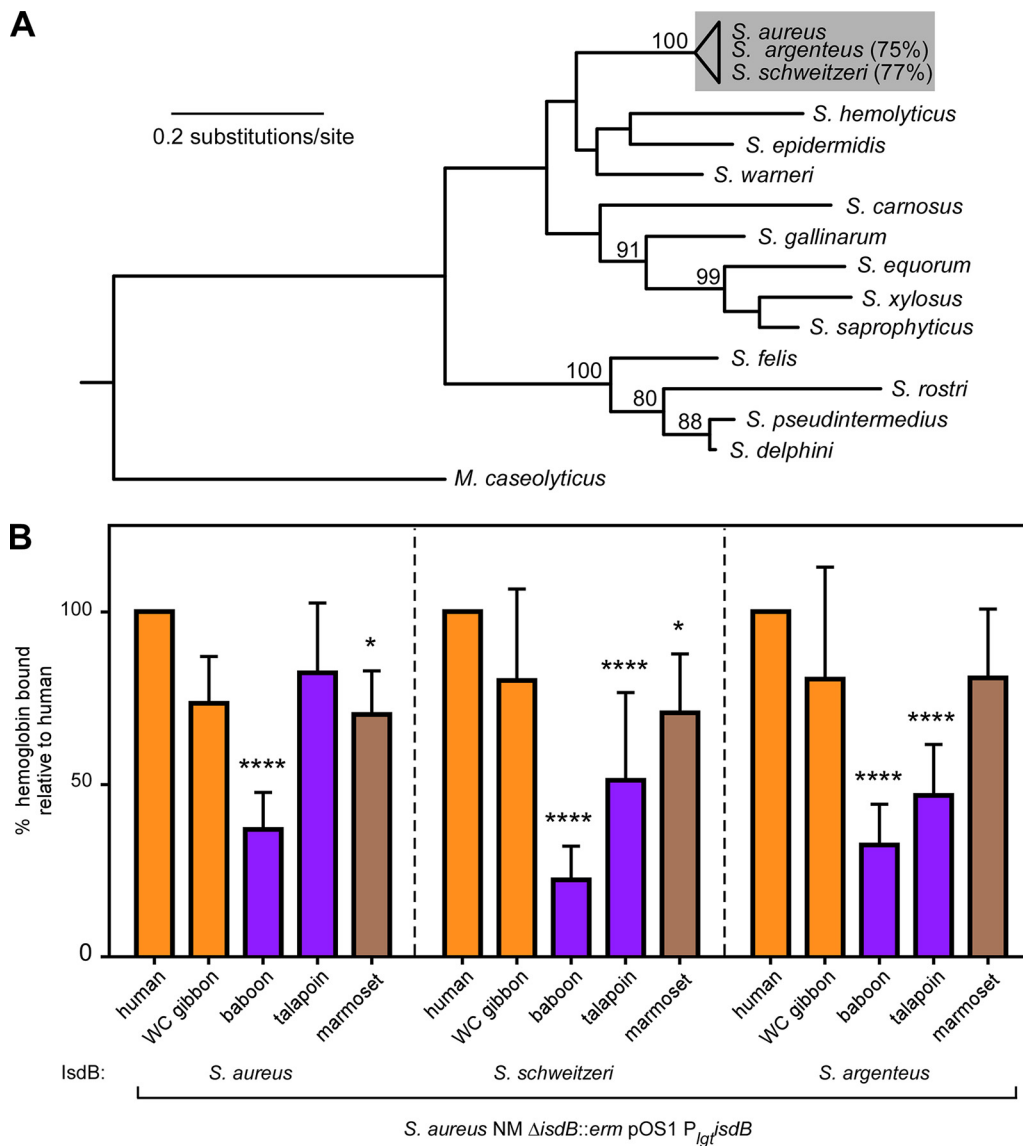 A
0.2 substitutions/site
100
S. aureus
S. argenteus (75%)
S. schweitzeri (77%)
S. hemolyticus
S. epidermidis
S. warneri
S. carnosus
91
S. gallinarum
99
S. equorum
S. xylosus
S. saprophyticus
100
S. felis
80
S. rostri
88
S. pseudintermedius
S. delphini
M. caseolyticus
B
% hemoglobin bound
relative to human
100
50
0
****
*
****
****
*
****
****
human
WC gibbon
baboon
talapoin
marmoset
human
WC gibbon
baboon
talapoin
marmoset
human
WC gibbon
baboon
talapoin
marmoset
IsdB: S. aureus S. schweitzeri S. argenteus
S. aureus NM ΔisdB::erm pOS1 PlgtisdB